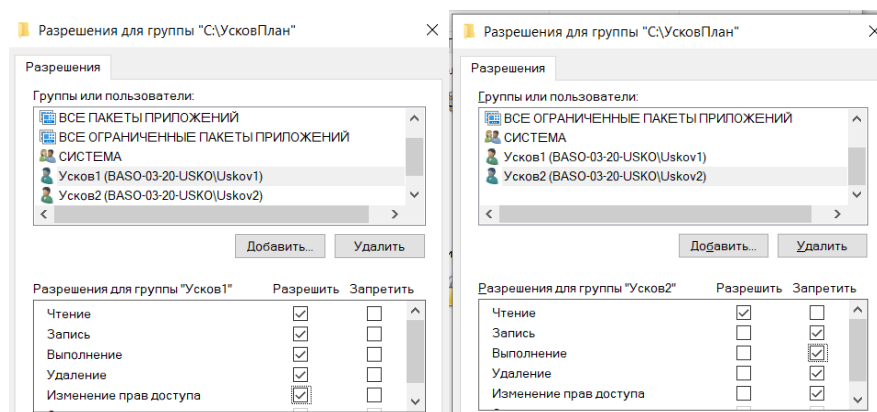 Разрешения для группы "C:\УсковПлан"
Разрешения
Группы или пользователи:
ВСЕ ПАКЕТЫ ПРИЛОЖЕНИЙ
ВСЕ ОГРАНИЧЕННЫЕ ПАКЕТЫ ПРИЛОЖЕНИЙ
СИСТЕМА
Усков1 (BASO-03-20-USKO\Uskov1)
Усков2 (BASO-03-20-USKO\Uskov2)
Добавить... Удалить
Разрешения для группы "Усков1" Разрешить Запретить
Чтение
Запись
Выполнение
Удаление
Изменение прав доступа
Разрешения для группы "C:\УсковПлан"
Разрешения
Группы или пользователи:
ВСЕ ОГРАНИЧЕННЫЕ ПАКЕТЫ ПРИЛОЖЕНИЙ
СИСТЕМА
Усков1 (BASO-03-20-USKO\Uskov1)
Усков2 (BASO-03-20-USKO\Uskov2)
Добавить... Удалить
Разрешения для группы "Усков2" Разрешить Запретить
Чтение
Запись
Выполнение
Удаление
Изменение прав доступа